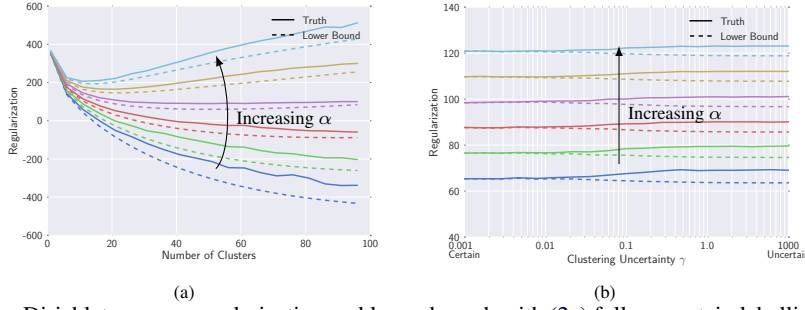 600
400
200
0
-200
-400
-600
Regularization
0
20
40
60
80
100
Number of Clusters
Truth
Lower Bound
Increasing α
(a)
140
120
100
80
60
40
Regularization
0.001
0.01
0.1
1.0
1000
Certain
Clustering Uncertainty γ
Uncertain
Truth
Lower Bound
Increasing α
(b)